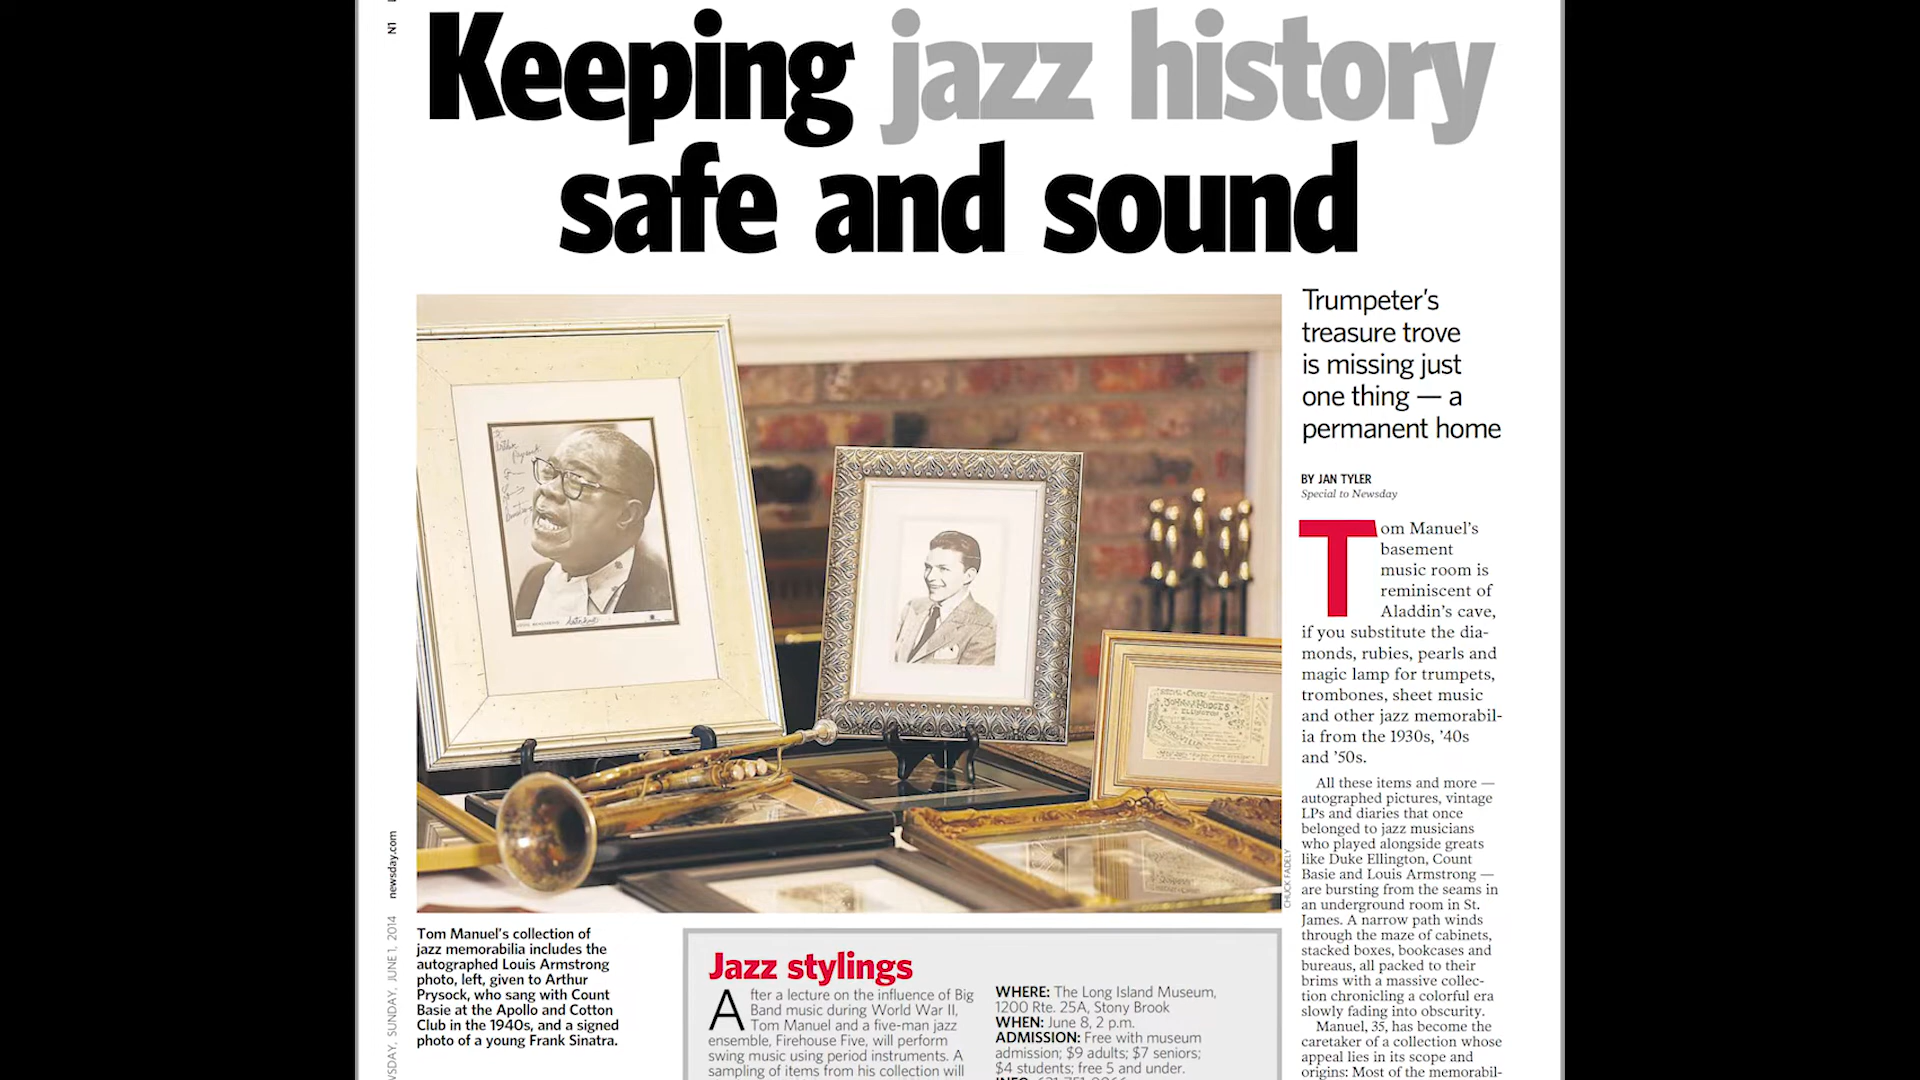 Keeping jazz history
safe and sound
Trumpeter's
treasure trove
is missing just
one thing — a
permanent home
BY JAN TYLER
Special to Newsday
Tom Manuel's
basement
music room is
reminiscent of
Aladdin's cave,
if you substitute the dia-
monds, rubies, pearls and
magic lamp for trumpets,
trombones, sheet music
and other jazz memorabil-
ia from the 1930s, '40s
and '50s.
All these items and more —
autographed pictures, vintage
LPs and diaries that once
belonged to jazz musicians
who played alongside greats
like Duke Ellington, Count
Basie and Louis Armstrong —
are bursting from the seams in
an underground room in St.
James. A narrow path winds
through the maze of cabinets,
stacked boxes, bookcases and
bureaus, all packed to their
brims with a massive collec-
tion chronicling a colorful era
slowly fading into obscurity.
Manuel, 35, has become the
caretaker of a collection whose
appeal lies in its scope and
origins: Most of the memorabil-
CHUCK FADELY
Tom Manuel's collection of
jazz memorabilia includes the
autographed Louis Armstrong
photo, left, given to Arthur
Prysock, who sang with Count
Basie at the Apollo and Cotton
Club in the 1940s, and a signed
photo of a young Frank Sinatra.
Jazz stylings
After a lecture on the influence of Big
Band music during World War II,
Tom Manuel and a five-man jazz
ensemble, Firehouse Five, will perform
swing music using period instruments. A
sampling of items from his collection will
WHERE: The Long Island Museum,
1200 Rte. 25A, Stony Brook
WHEN: June 8, 2 p.m.
ADMISSION: Free with museum
admission; $9 adults; $7 seniors;
$4 students; free 5 and under.
SUNDAY, JUNE 1, 2014 newsday.com
N1